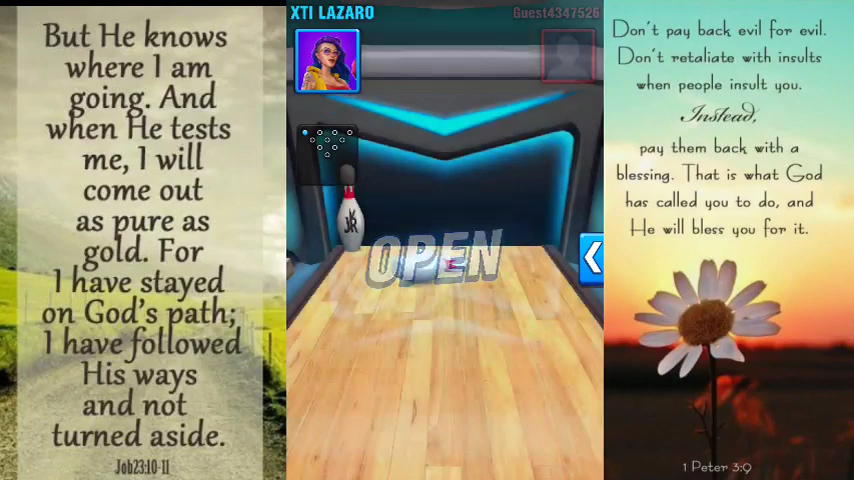 But He knows
where I am
going. And
when He tests
me, I will
come out
as pure as
gold. For
I have stayed
on God's path;
I have followed
His ways
and not
turned aside.
Job23:10-11
XTI LAZARO
Guest4347526
JR
OPEN
Don't pay back evil for evil.
Don't retaliate with insults
when people insult you.
Instead,
pay them back with a
blessing. That is what God
has called you to do, and
He will bless you for it.
1 Peter 3:9